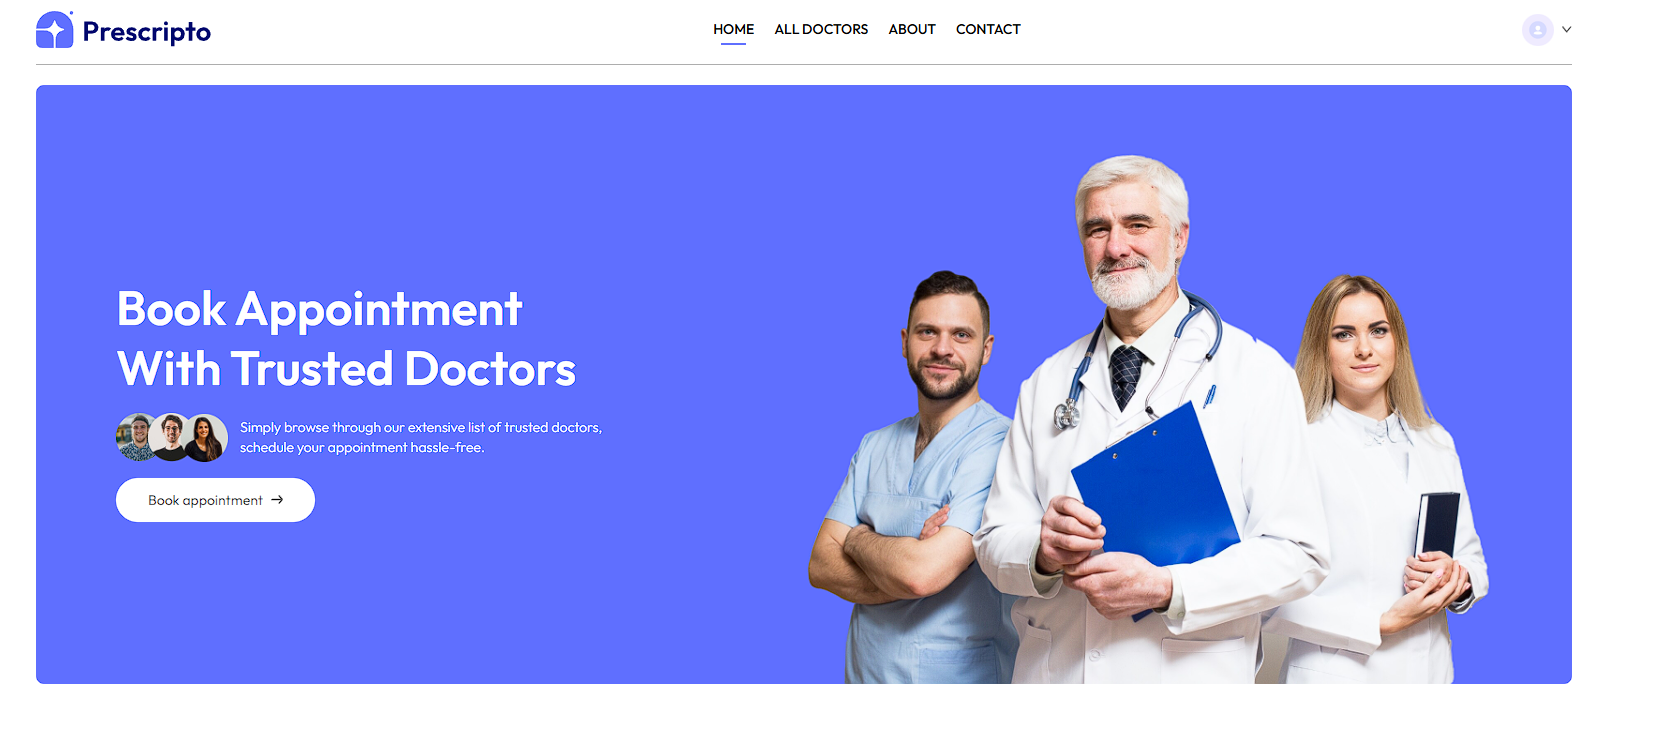 Prescripto
HOME ALL DOCTORS ABOUT CONTACT
Book Appointment
With Trusted Doctors
Simply browse through our extensive list of trusted doctors,
schedule your appointment hassle-free.
Book appointment →